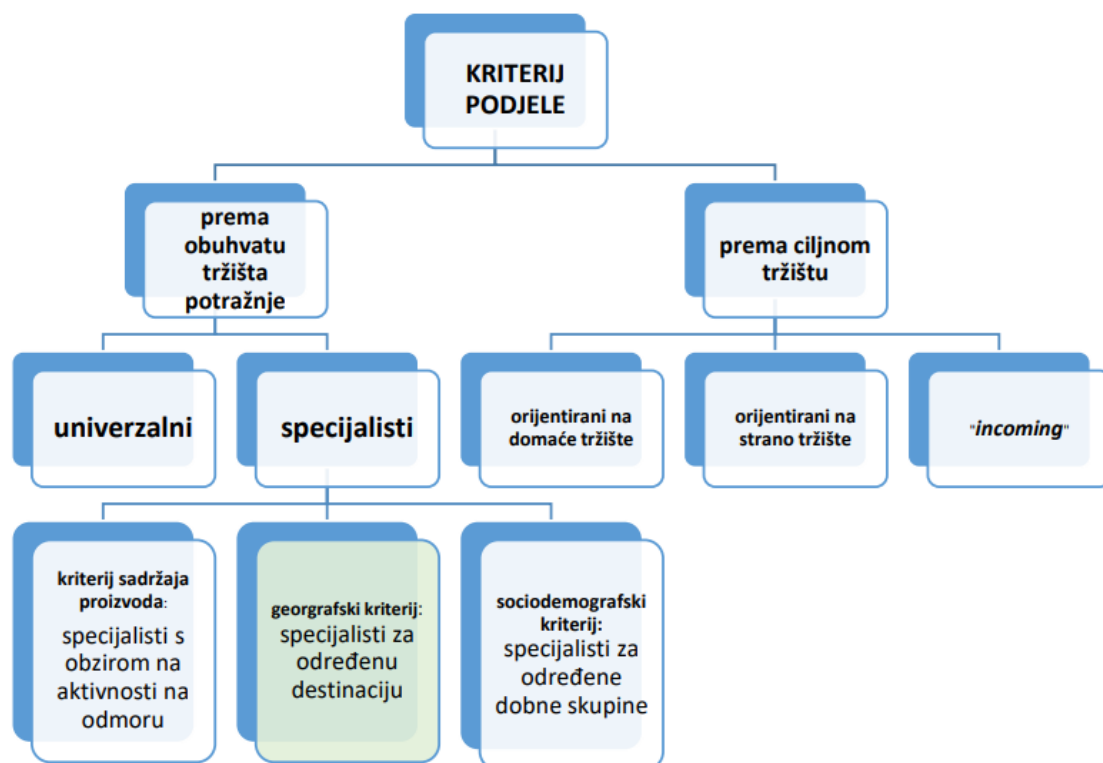 KRITERIJ
PODJELE
prema
obuhvatu
tržišta
potražnje
prema ciljnom
tržištu
univerzalni
specijalisti
orijentirani na
domaće tržište
orijentirani na
strano tržište
"incoming"
kriterij sadržaja
proizvoda:
specijalisti s
obzirom na
aktivnosti na
odmoru
georgrafski kriterij:
specijalisti za
određenu
destinaciju
sociodemografski
kriterij:
specijalisti za
određene
dobne skupine